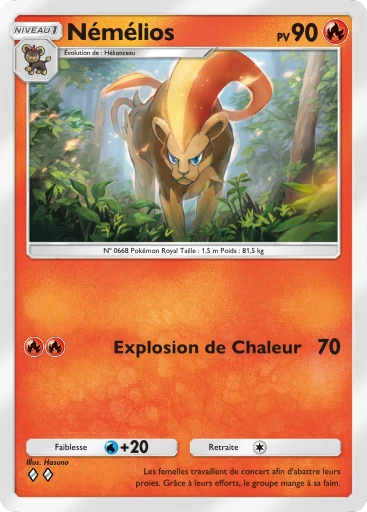 NIVEAU 1
Némélios
PV 90
Evolution de : Hélionceau
N° 0668 Pokémon Royal Taille : 1,5 m Poids : 81,5 kg
Explosion de Chaleur 70
Faiblesse +20
Retraite
Illus. Hasuno
Les femelles travaillent de concert afin d'abattre leurs
proies. Grâce à leurs efforts, le groupe mange à sa faim.